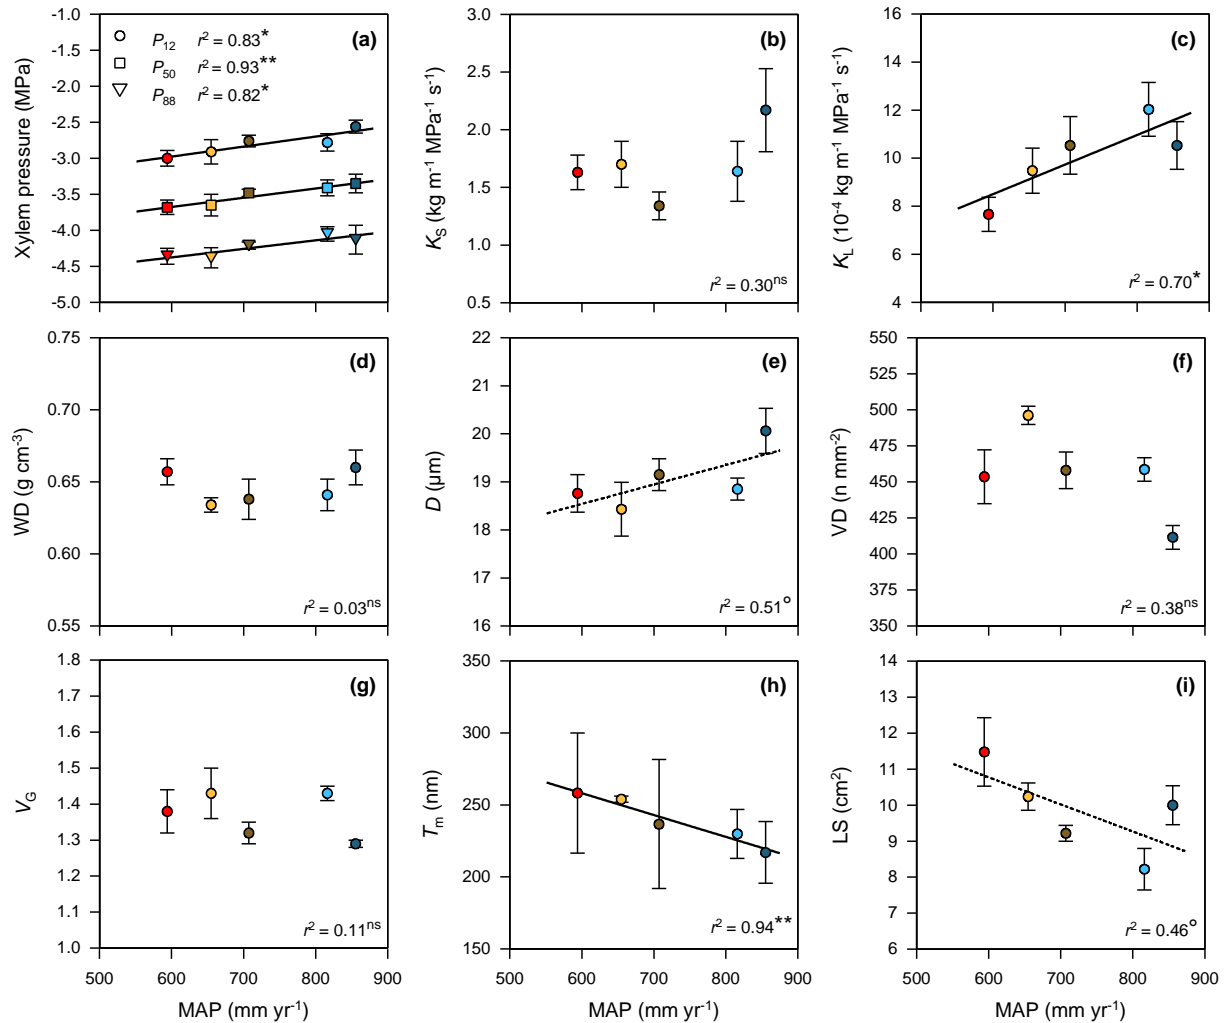 (a)
P12 r2 = 0.83*
P50 r2 = 0.93**
P88 r2 = 0.82*
Xylem pressure (MPa)
-1.0
-1.5
-2.0
-2.5
-3.0
-3.5
-4.0
-4.5
-5.0
(b)
KS (kg m-1 MPa-1 s-1)
3.0
2.5
2.0
1.5
1.0
0.5
r2 = 0.30ns
(c)
KL (10-4 kg m-1 MPa-1 s-1)
16
14
12
10
8
6
4
r2 = 0.70*
(d)
WD (g cm-3)
0.75
0.70
0.65
0.60
0.55
r2 = 0.03ns
(e)
D (µm)
22
21
20
19
18
17
16
r2 = 0.51°
(f)
VD (n mm-2)
550
525
500
475
450
425
400
375
350
r2 = 0.38ns
(g)
VG
1.8
1.7
1.6
1.5
1.4
1.3
1.2
1.1
1.0
r2 = 0.11ns
500 600 700 800 900
MAP (mm yr-1)
(h)
Tm (nm)
350
300
250
200
150
r2 = 0.94**
500 600 700 800 900
MAP (mm yr-1)
(i)
LS (cm2)
14
13
12
11
10
9
8
7
6
r2 = 0.46°
500 600 700 800 900
MAP (mm yr-1)